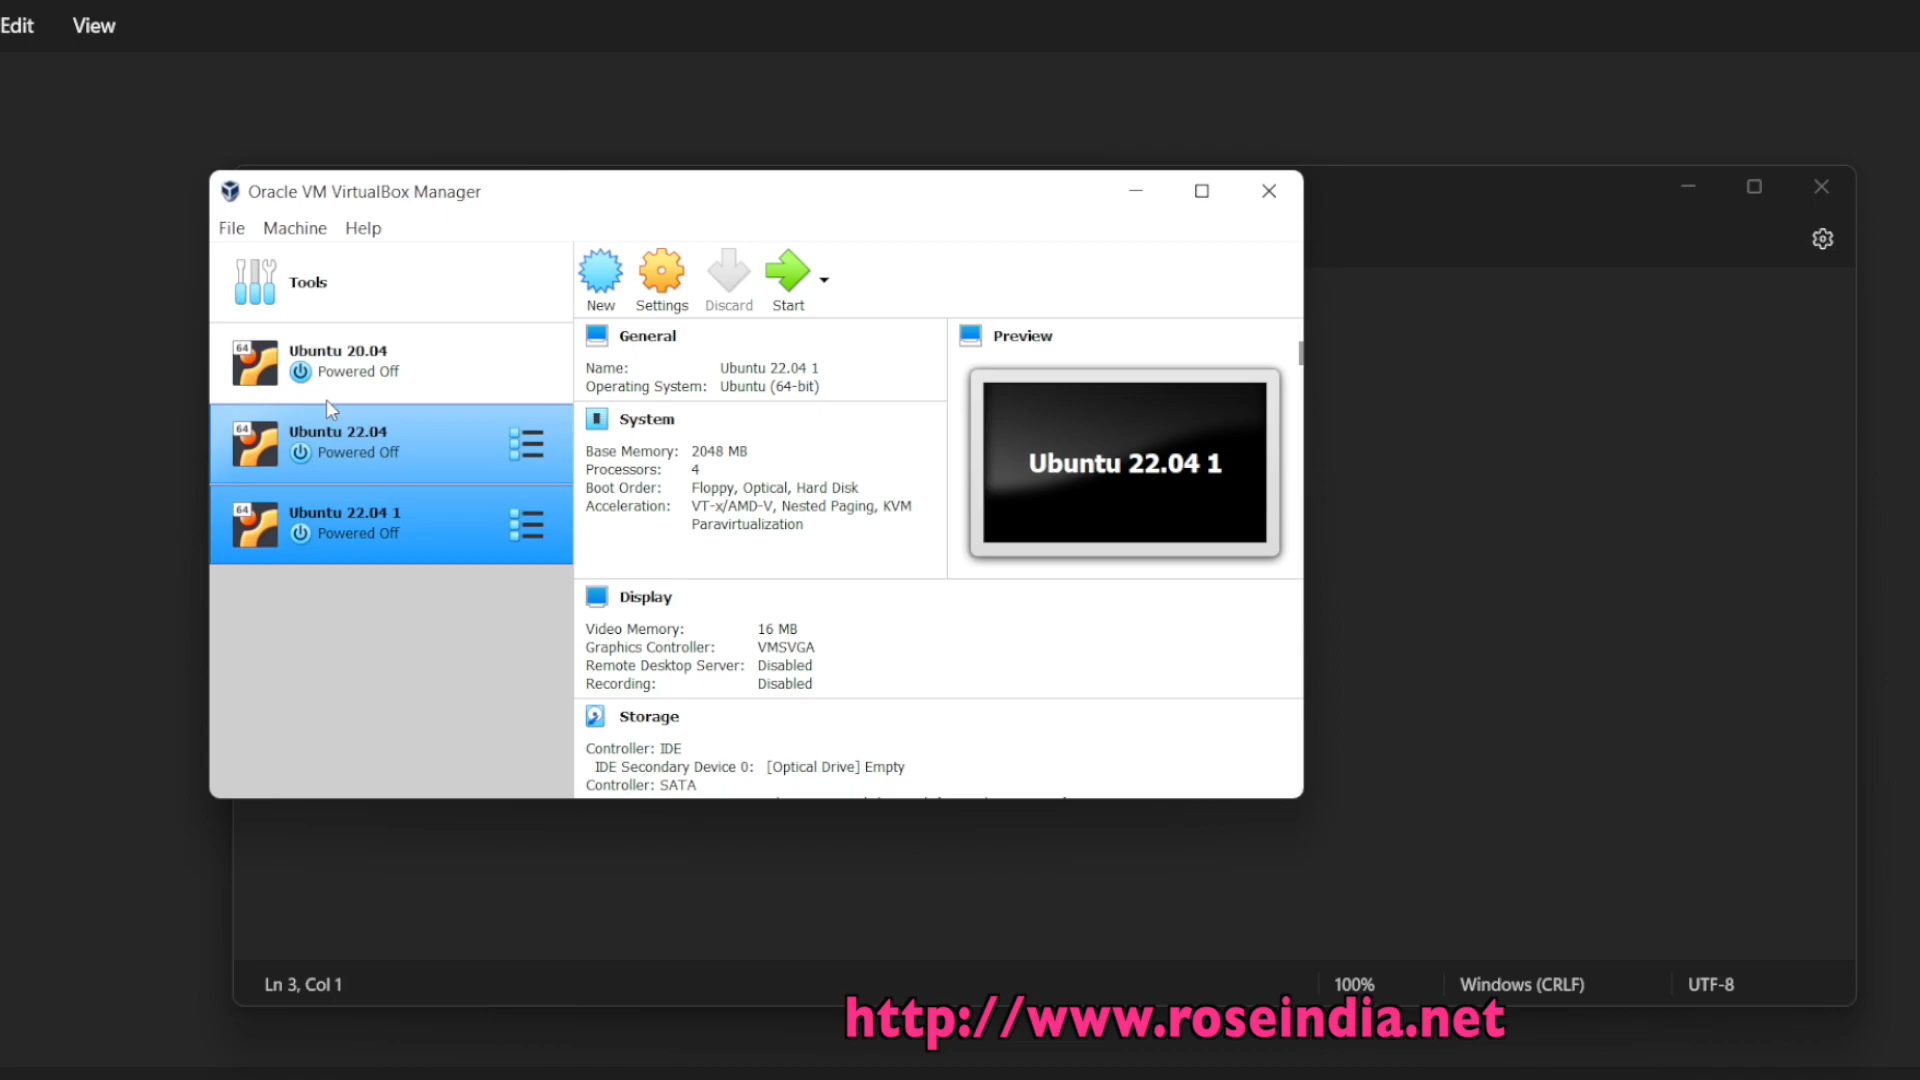 Edit View
Oracle VM VirtualBox Manager
File Machine Help
Tools
New Settings Discard Start
64 Ubuntu 20.04
Powered Off
64 Ubuntu 22.04
Powered Off
64 Ubuntu 22.04 1
Powered Off
General
Name: Ubuntu 22.04 1
Operating System: Ubuntu (64-bit)
System
Base Memory: 2048 MB
Processors: 4
Boot Order: Floppy, Optical, Hard Disk
Acceleration: VT-x/AMD-V, Nested Paging, KVM
Paravirtualization
Preview
Ubuntu 22.04 1
Display
Video Memory: 16 MB
Graphics Controller: VMSVGA
Remote Desktop Server: Disabled
Recording: Disabled
Storage
Controller: IDE
IDE Secondary Device 0: [Optical Drive] Empty
Controller: SATA
Ln 3, Col 1 100% Windows (CRLF) UTF-8
http://www.roseindia.net